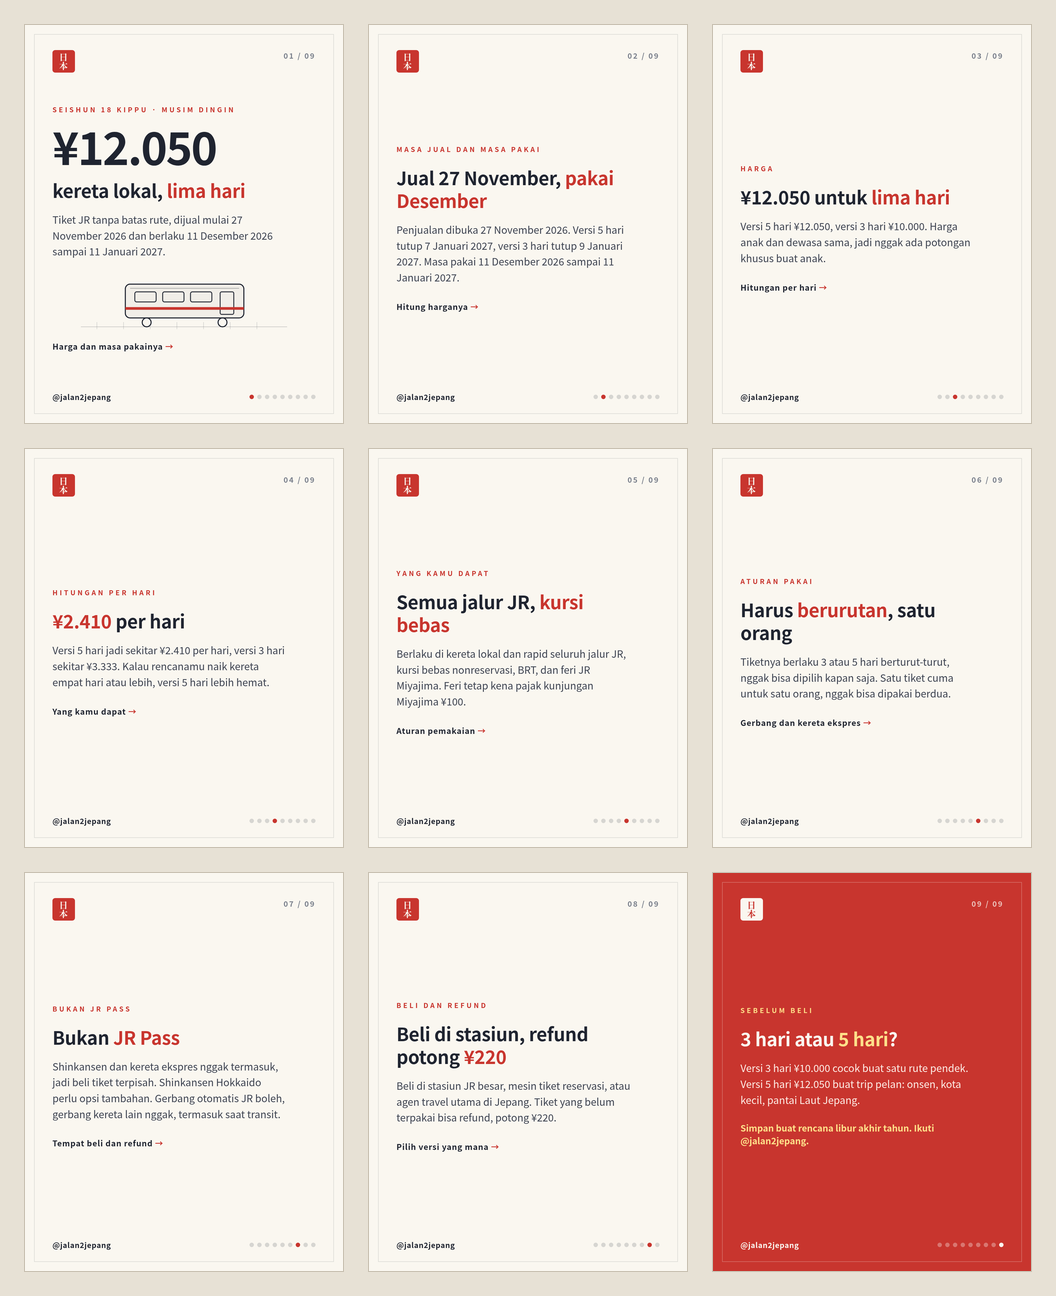 日本
01 / 09
SEISHUN 18 KIPPU · MUSIM DINGIN
¥12.050
kereta lokal, lima hari
Tiket JR tanpa batas rute, dijual mulai 27
November 2026 dan berlaku 11 Desember 2026
sampai 11 Januari 2027.
Harga dan masa pakainya →
@jalan2jepang
日本
02 / 09
MASA JUAL DAN MASA PAKAI
Jual 27 November, pakai
Desember
Penjualan dibuka 27 November 2026. Versi 5 hari
tutup 7 Januari 2027, versi 3 hari tutup 9 Januari
2027. Masa pakai 11 Desember 2026 sampai 11
Januari 2027.
Hitung harganya →
@jalan2jepang
日本
03 / 09
HARGA
¥12.050 untuk lima hari
Versi 5 hari ¥12.050, versi 3 hari ¥10.000. Harga
anak dan dewasa sama, jadi nggak ada potongan
khusus buat anak.
Hitungan per hari →
@jalan2jepang
日本
04 / 09
HITUNGAN PER HARI
¥2.410 per hari
Versi 5 hari jadi sekitar ¥2.410 per hari, versi 3 hari
sekitar ¥3.333. Kalau rencanamu naik kereta
empat hari atau lebih, versi 5 hari lebih hemat.
Yang kamu dapat →
@jalan2jepang
日本
05 / 09
YANG KAMU DAPAT
Semua jalur JR, kursi
bebas
Berlaku di kereta lokal dan rapid seluruh jalur JR,
kursi bebas nonreservasi, BRT, dan feri JR
Miyajima. Feri tetap kena pajak kunjungan
Miyajima ¥100.
Aturan pemakaian →
@jalan2jepang
日本
06 / 09
ATURAN PAKAI
Harus berurutan, satu
orang
Tiketnya berlaku 3 atau 5 hari berturut-turut,
nggak bisa dipilih kapan saja. Satu tiket cuma
untuk satu orang, nggak bisa dipakai berdua.
Gerbang dan kereta ekspres →
@jalan2jepang
日本
07 / 09
BUKAN JR PASS
Bukan JR Pass
Shinkansen dan kereta ekspres nggak termasuk,
jadi beli tiket terpisah. Shinkansen Hokkaido
perlu opsi tambahan. Gerbang otomatis JR boleh,
gerbang kereta lain nggak, termasuk saat transit.
Tempat beli dan refund →
@jalan2jepang
日本
08 / 09
BELI DAN REFUND
Beli di stasiun, refund
potong ¥220
Beli di stasiun JR besar, mesin tiket reservasi, atau
agen travel utama di Jepang. Tiket yang belum
terpakai bisa refund, potong ¥220.
Pilih versi yang mana →
@jalan2jepang
日本
09 / 09
SEBELUM BELI
3 hari atau 5 hari?
Versi 3 hari ¥10.000 cocok buat satu rute pendek.
Versi 5 hari ¥12.050 buat trip pelan: onsen, kota
kecil, pantai Laut Jepang.
Simpan buat rencana libur akhir tahun. Ikuti
@jalan2jepang.
@jalan2jepang